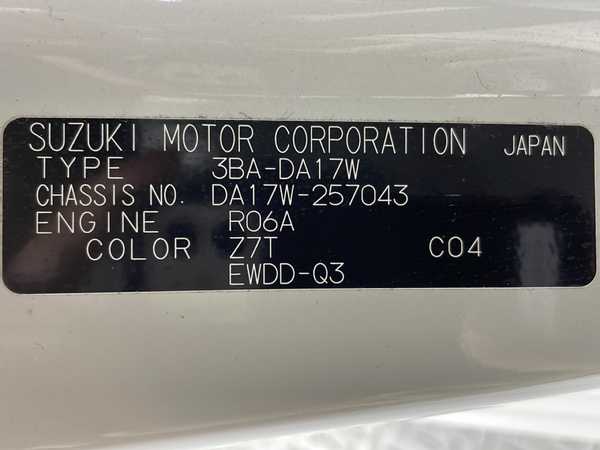 SUZUKI MOTOR CORPORATION JAPAN
TYPE 3BA-DA17W
CHASSIS NO. DA17W-257043
ENGINE R06A
COLOR Z7T C04
EWDD-Q3